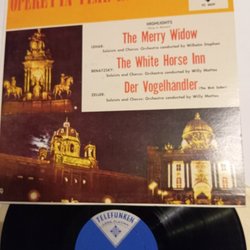 HIGHLIGHTS
LEHAR:
The Merry Widow
Soloists and Chorus; Orchestra conducted by Wilhelm Stephan
BENATZKY:
The White Horse Inn
Soloists and Chorus; Orchestra conducted by Willy Mattes
ZELLER:
Der Vogelhandler
Soloists and Chorus; Orchestra conducted by Willy Mattes
TELEFUNKEN